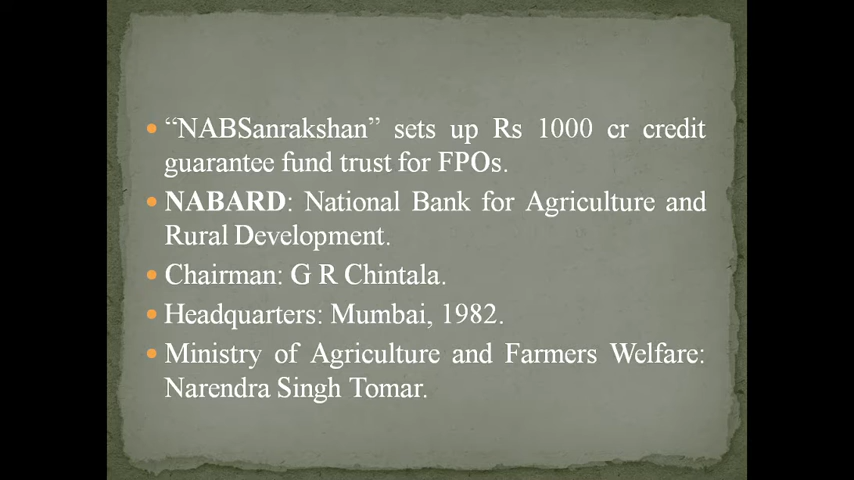 • “NABSanrakshan” sets up Rs 1000 cr credit
guarantee fund trust for FPOs.
• NABARD: National Bank for Agriculture and
Rural Development.
• Chairman: G R Chintala.
• Headquarters: Mumbai, 1982.
• Ministry of Agriculture and Farmers Welfare:
Narendra Singh Tomar.